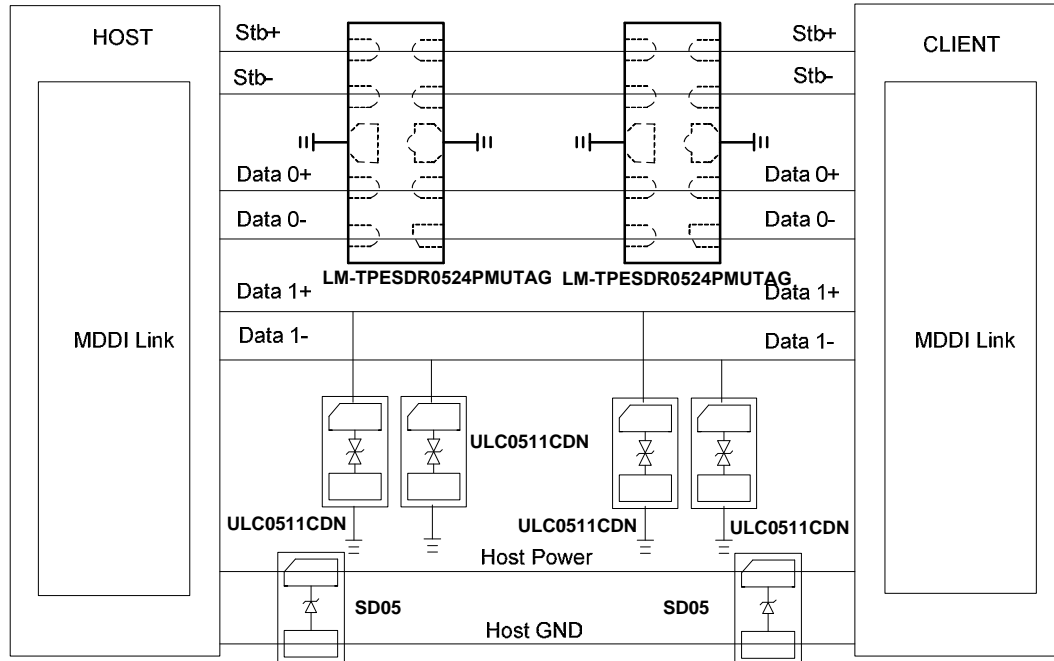 HOST
Stb+
Stb+
CLIENT
Stb-
Stb-
Data 0+
Data 0+
Data 0-
Data 0-
LM-TPESDR0524PMUTAG
LM-TPESDR0524PMUTAG
Data 1+
Data 1+
MDDI Link
Data 1-
Data 1-
MDDI Link
ULC0511CDN
ULC0511CDN
ULC0511CDN
ULC0511CDN
Host Power
SD05
SD05
Host GND